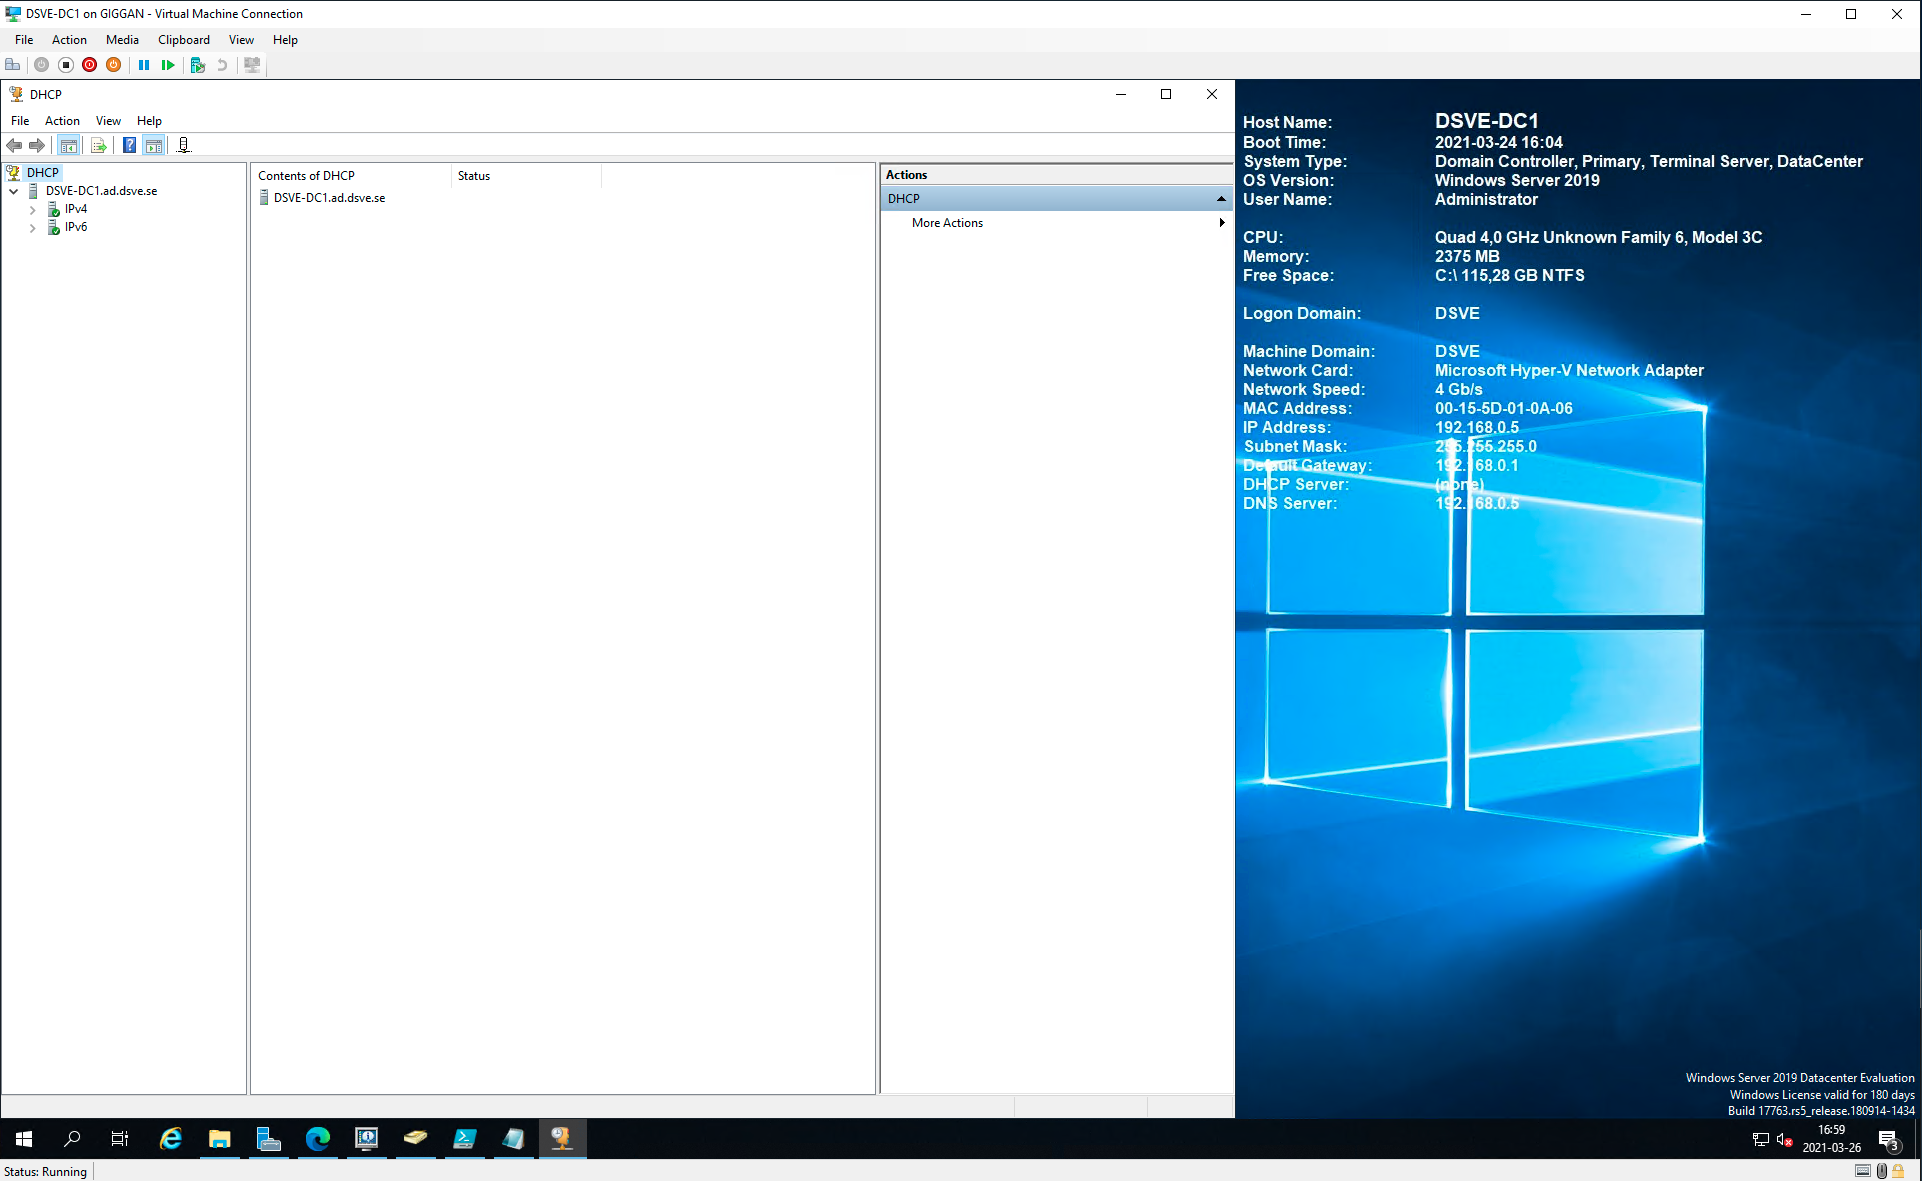 DSVE-DC1 on GIGGAN - Virtual Machine Connection
File Action Media Clipboard View Help
DHCP
File Action View Help
DHCP
DSVE-DC1.ad.dsve.se
IPv4
IPv6
Contents of DHCP Status
DSVE-DC1.ad.dsve.se
Actions
DHCP
More Actions
Host Name: DSVE-DC1
Boot Time: 2021-03-24 16:04
System Type: Domain Controller, Primary, Terminal Server, DataCenter
OS Version: Windows Server 2019
User Name: Administrator
CPU: Quad 4,0 GHz Unknown Family 6, Model 3C
Memory: 2375 MB
Free Space: C:\ 115,28 GB NTFS
Logon Domain: DSVE
Machine Domain: DSVE
Network Card: Microsoft Hyper-V Network Adapter
Network Speed: 4 Gb/s
MAC Address: 00-15-5D-01-0A-06
IP Address: 192.168.0.5
Subnet Mask: 255.255.255.0
Default Gateway: 192.168.0.1
DHCP Server: (none)
DNS Server: 192.168.0.5
Windows Server 2019 Datacenter Evaluation
Windows License valid for 180 days
Build 17763.rs5_release.180914-1434
16:59
2021-03-26
3
Status: Running